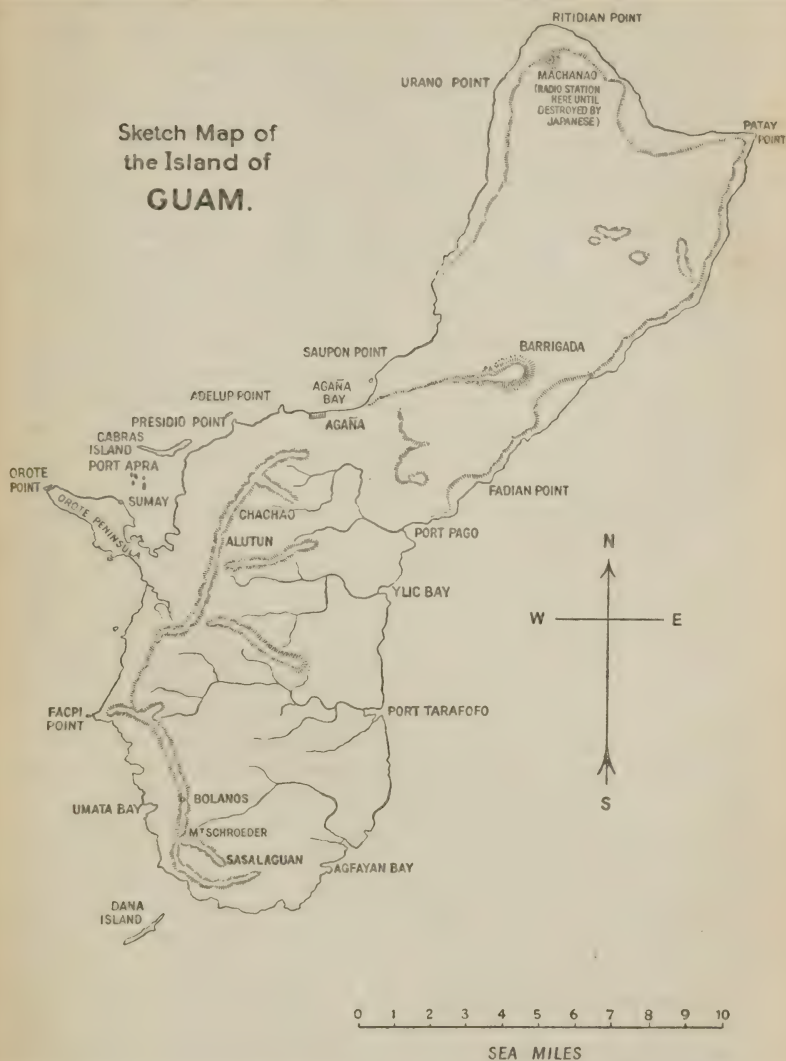 RITIDIAN POINT
URANO POINT
MACHANAO
(RADIO STATION
HERE UNTIL
DESTROYED BY
JAPANESE)
PATAY
POINT
Sketch Map of
the Island of
GUAM.
SAUPON POINT
BARRIGADA
AGAÑA
BAY
ADELUP POINT
AGAÑA
PRESIDIO POINT
CABRAS
ISLAND
PORT APRA
OROTE
POINT
SUMAY
OROTE PENINSULA
FADIAN POINT
CHACHAO
PORT PAGO
ALUTUN
YLIC BAY
N
W
E
S
FACPI
POINT
PORT TARAFOFO
BOLANOS
UMATA BAY
MT SCHROEDER
SASALAGUAN
AGFAYAN BAY
DANA
ISLAND
0 1 2 3 4 5 6 7 8 9 10
SEA MILES